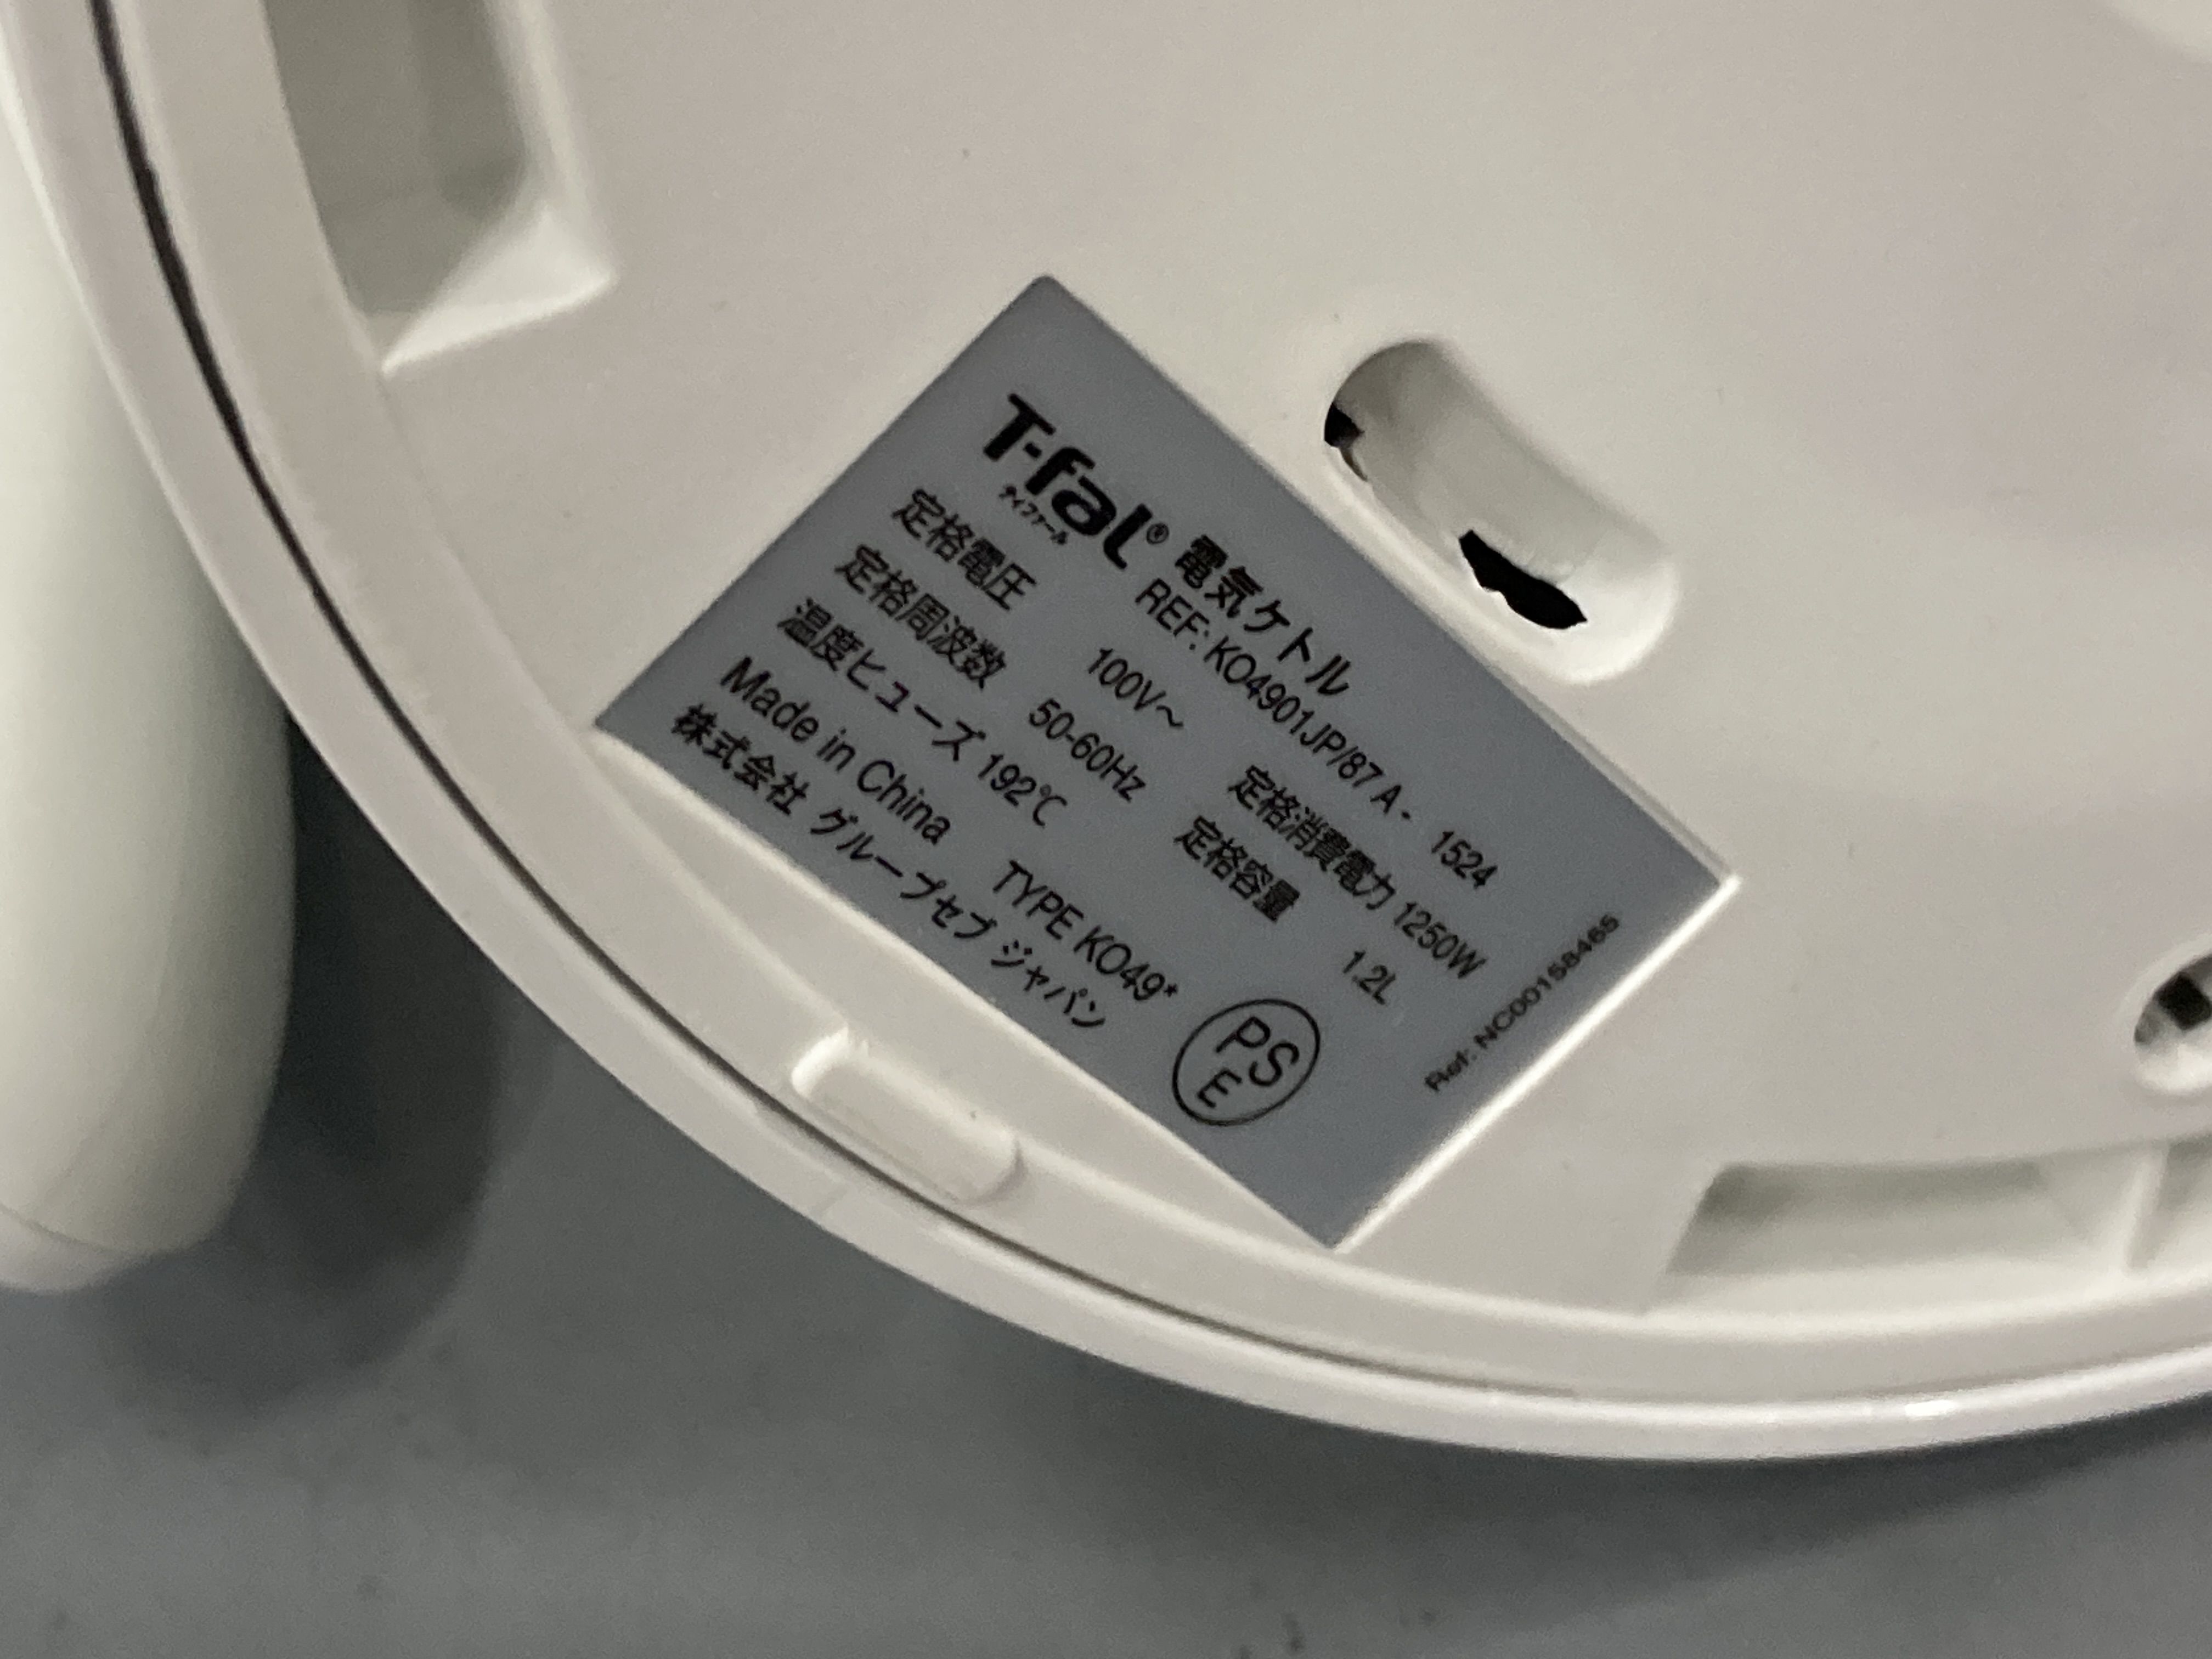 T-fal® 電気ケトル
ティファール
REF: KO4901JP/87 A - 1524
定格電圧 100V～ 定格消費電力 1250W
定格周波数 50-60Hz 定格容量 1.2L
温度ヒューズ 192℃
Made in China TYPE KO49*
株式会社 グループセブ ジャパン
PS
E
Ref: NC00158465